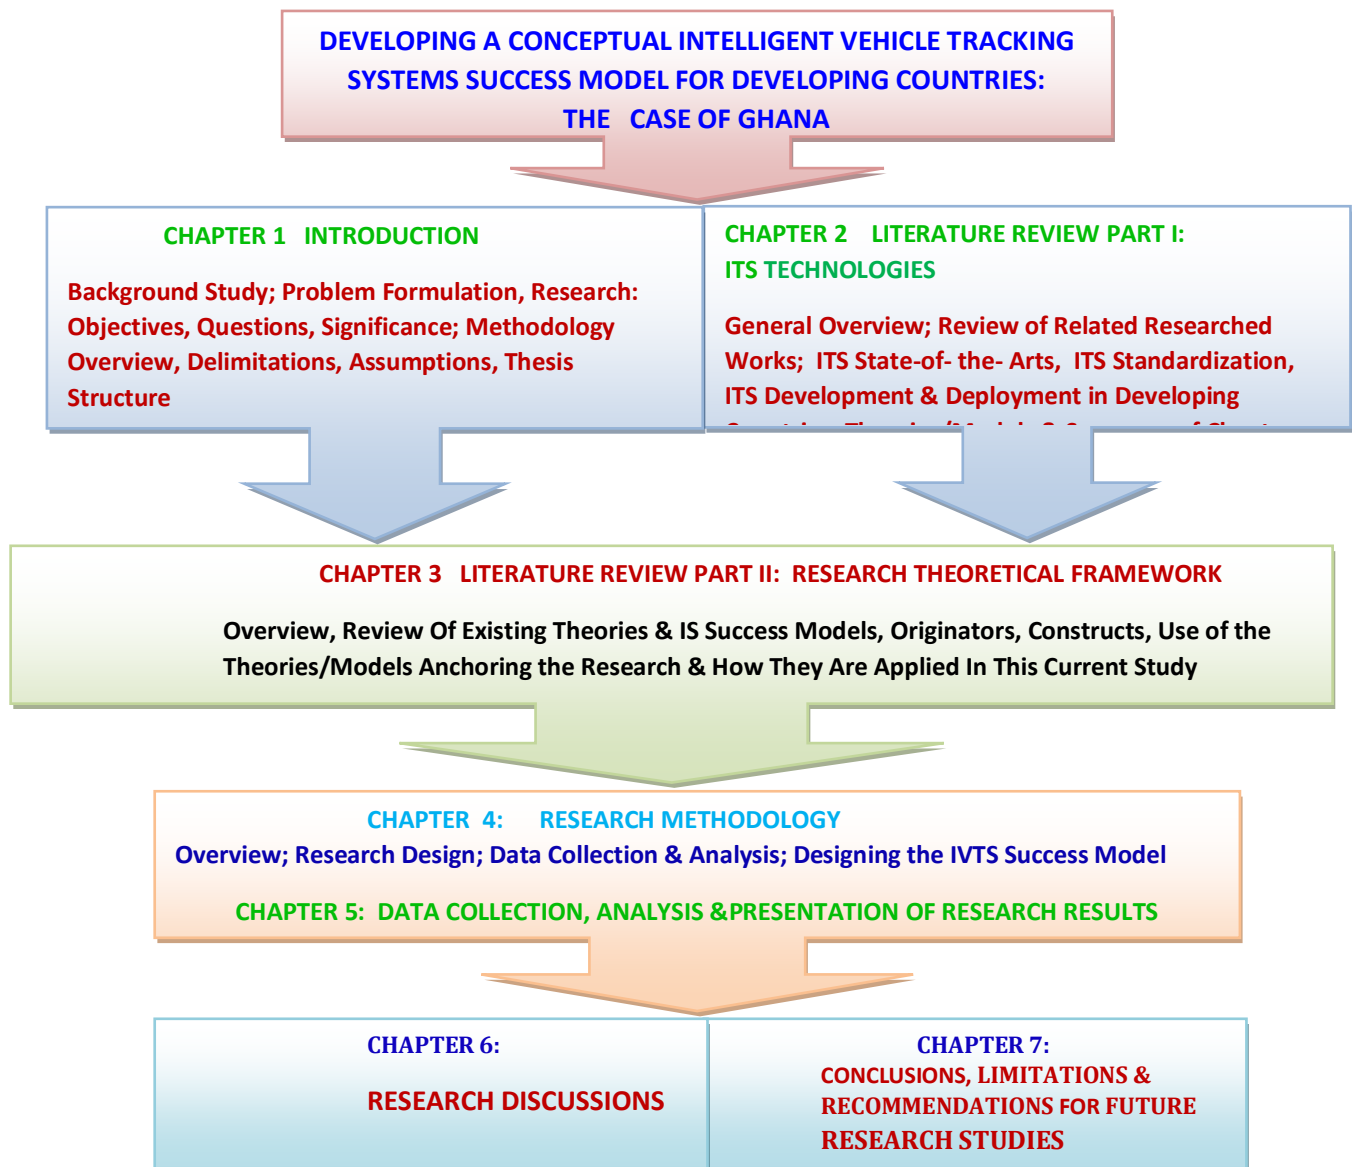 DEVELOPING A CONCEPTUAL INTELLIGENT VEHICLE TRACKING
SYSTEMS SUCCESS MODEL FOR DEVELOPING COUNTRIES:
THE CASE OF GHANA
CHAPTER 1 INTRODUCTION
Background Study; Problem Formulation, Research:
Objectives, Questions, Significance; Methodology
Overview, Delimitations, Assumptions, Thesis
Structure
CHAPTER 2 LITERATURE REVIEW PART I:
ITS TECHNOLOGIES
General Overview; Review of Related Researched
Works; ITS State-of- the- Arts, ITS Standardization,
ITS Development & Deployment in Developing
CHAPTER 3 LITERATURE REVIEW PART II: RESEARCH THEORETICAL FRAMEWORK
Overview, Review Of Existing Theories & IS Success Models, Originators, Constructs, Use of the
Theories/Models Anchoring the Research & How They Are Applied In This Current Study
CHAPTER 4: RESEARCH METHODOLOGY
Overview; Research Design; Data Collection & Analysis; Designing the IVTS Success Model
CHAPTER 5: DATA COLLECTION, ANALYSIS &PRESENTATION OF RESEARCH RESULTS
CHAPTER 6:
RESEARCH DISCUSSIONS
CHAPTER 7:
CONCLUSIONS, LIMITATIONS &
RECOMMENDATIONS FOR FUTURE
RESEARCH STUDIES